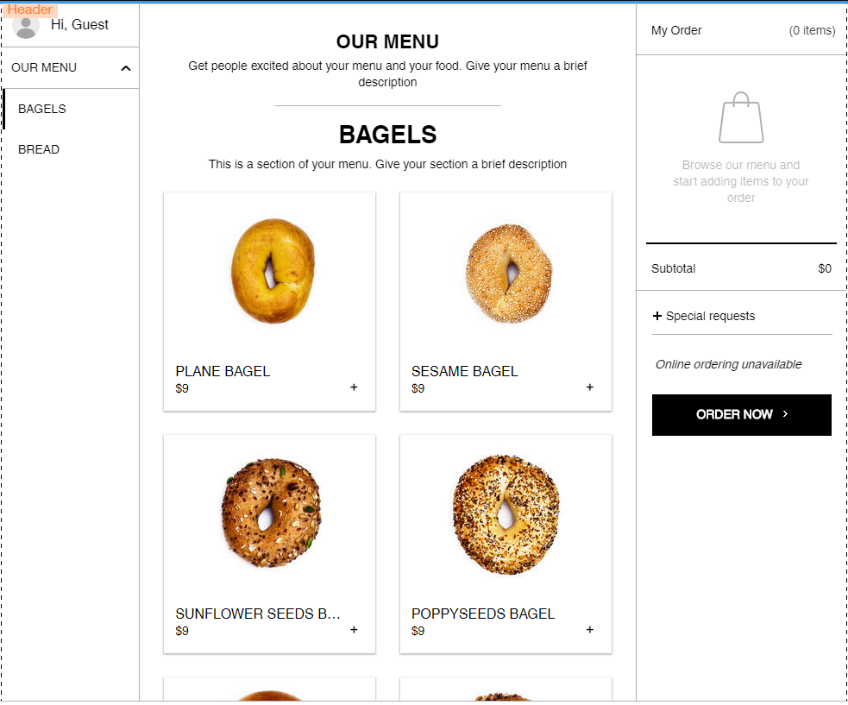 Header
Hi, Guest
OUR MENU
BAGELS
BREAD
OUR MENU
Get people excited about your menu and your food. Give your menu a brief
description
BAGELS
This is a section of your menu. Give your section a brief description
PLANE BAGEL
$9
+
SESAME BAGEL
$9
+
SUNFLOWER SEEDS B...
$9
+
POPPYSEEDS BAGEL
$9
+
My Order (0 items)
Browse our menu and
start adding items to your
order
Subtotal $0
+ Special requests
Online ordering unavailable
ORDER NOW >